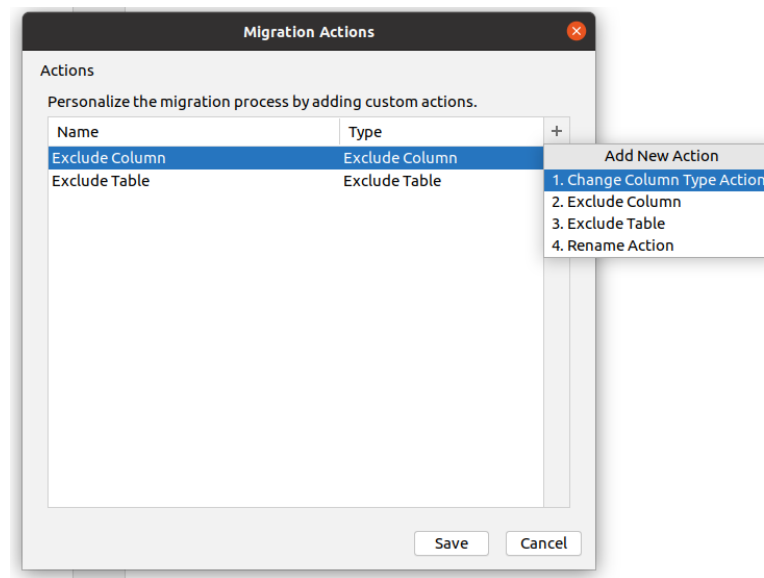 Migration Actions
Actions
Personalize the migration process by adding custom actions.
Name Type +
Exclude Column Exclude Column
Exclude Table Exclude Table
Add New Action
1. Change Column Type Action
2. Exclude Column
3. Exclude Table
4. Rename Action
Save Cancel